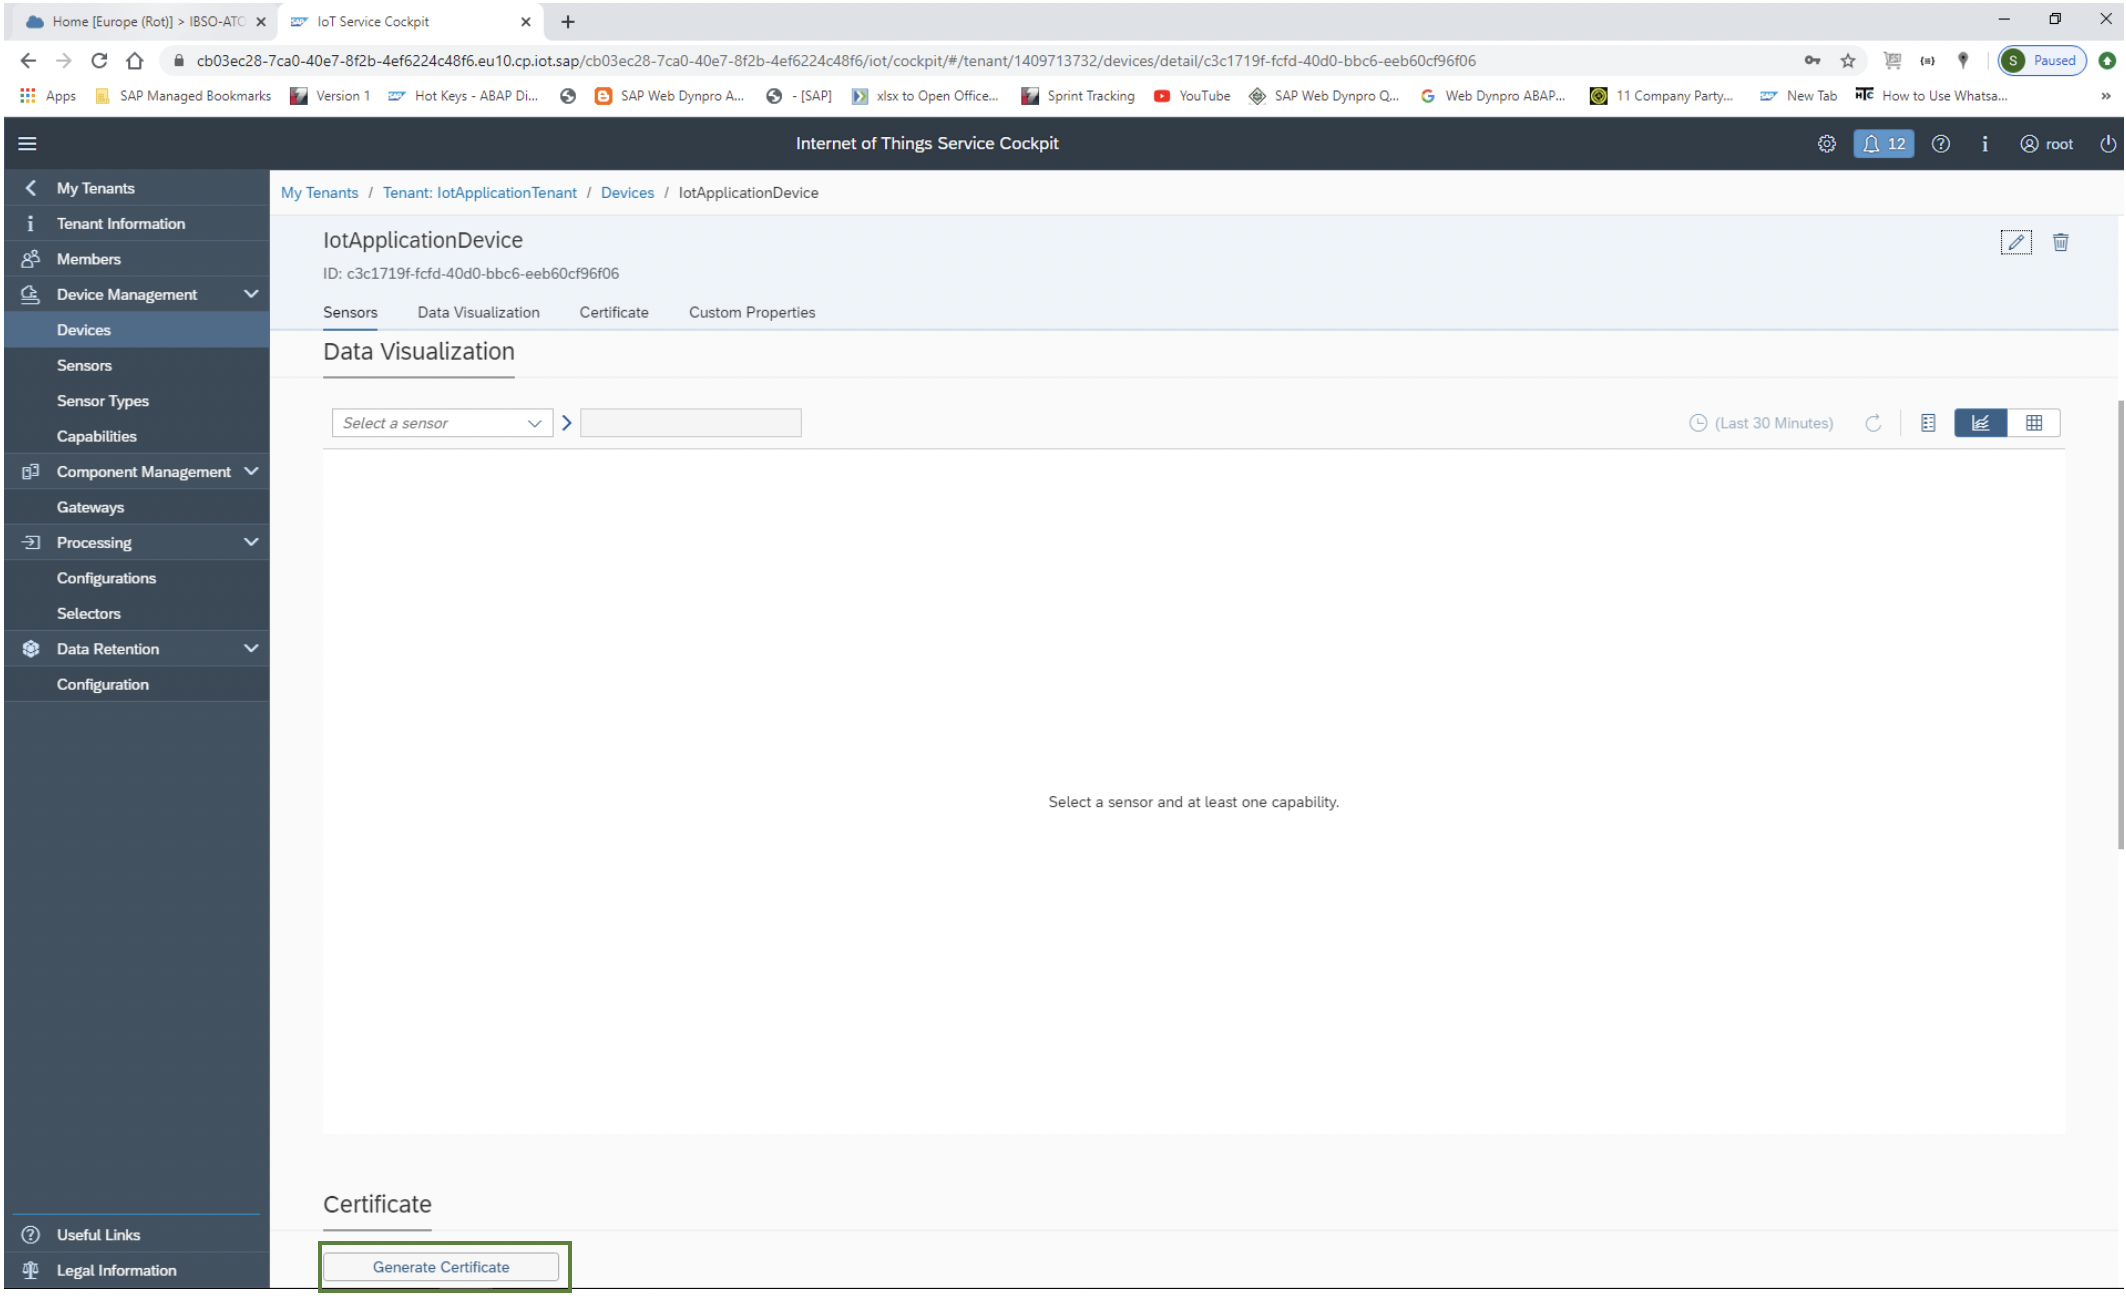 Home [Europe (Rot)] > IBSO-ATC
IoT Service Cockpit
cb03ec28-7ca0-40e7-8f2b-4ef6224c48f6.eu10.cp.iot.sap/cb03ec28-7ca0-40e7-8f2b-4ef6224c48f6/iot/cockpit/#/tenant/1409713732/devices/detail/c3c1719f-fcfd-40d0-bbc6-eeb60cf96f06
S Paused
Apps SAP Managed Bookmarks Version 1 Hot Keys - ABAP Di... SAP Web Dynpro A... - [SAP] xlsx to Open Office... Sprint Tracking YouTube SAP Web Dynpro Q... Web Dynpro ABAP... 11 Company Party... New Tab How to Use Whatsa...
Internet of Things Service Cockpit
12
root
My Tenants
Tenant Information
Members
Device Management
Devices
Sensors
Sensor Types
Capabilities
Component Management
Gateways
Processing
Configurations
Selectors
Data Retention
Configuration
Useful Links
Legal Information
My Tenants / Tenant: IotApplicationTenant / Devices / IotApplicationDevice
IotApplicationDevice
ID: c3c1719f-fcfd-40d0-bbc6-eeb60cf96f06
Sensors Data Visualization Certificate Custom Properties
Data Visualization
Select a sensor
(Last 30 Minutes)
Select a sensor and at least one capability.
Certificate
Generate Certificate